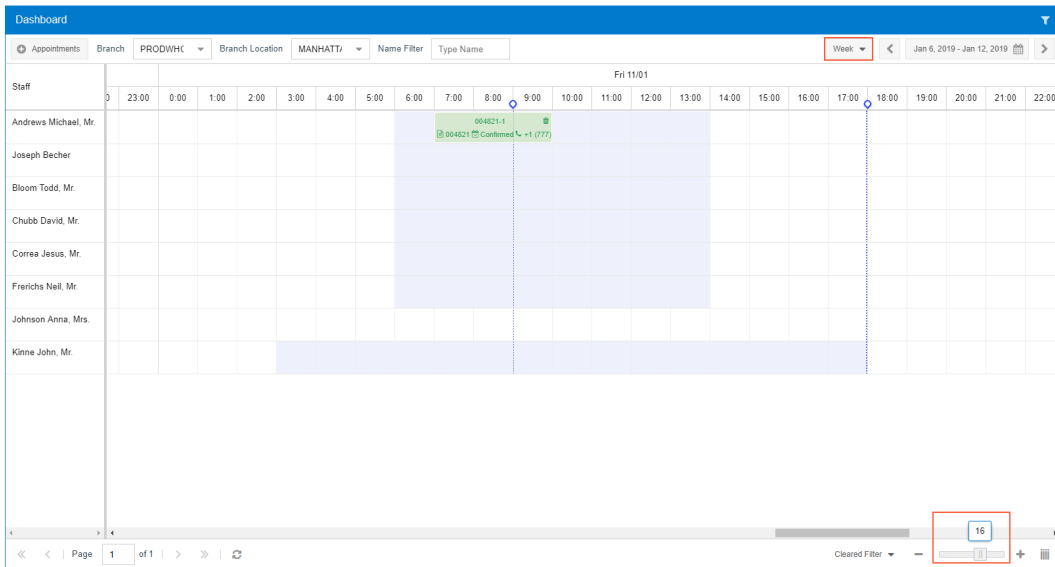 Dashboard
Appointments Branch PRODWH( Branch Location MANHATT/ Name Filter Type Name Week Jan 6, 2019 - Jan 12, 2019
Staff
Fri 11/01
23:00 0:00 1:00 2:00 3:00 4:00 5:00 6:00 7:00 8:00 9:00 10:00 11:00 12:00 13:00 14:00 15:00 16:00 17:00 18:00 19:00 20:00 21:00 22:00
Andrews Michael, Mr.
004821-1
004821 Confirmed +1 (777)
Joseph Becher
Bloom Todd, Mr.
Chubb David, Mr.
Correa Jesus, Mr.
Frerichs Neil, Mr.
Johnson Anna, Mrs.
Kinne John, Mr.
16
Page 1 of 1 Cleared Filter